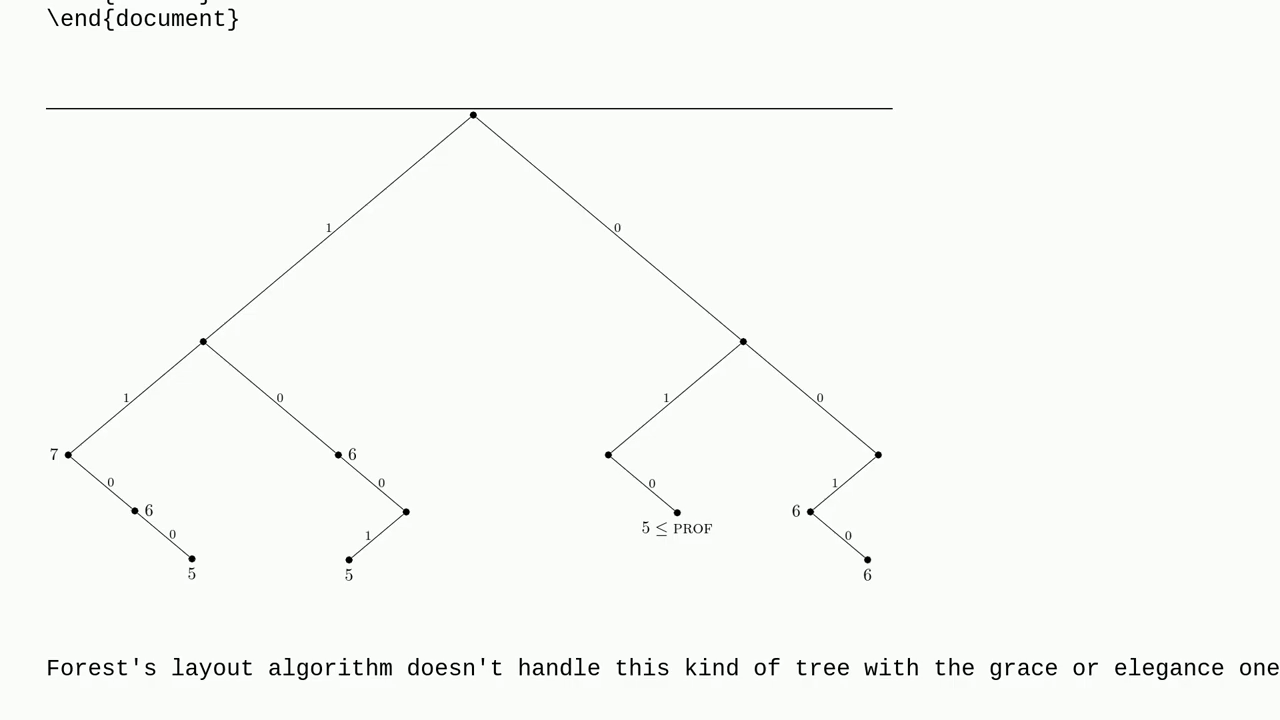 \end{document}
1 0
1 0 1 0
7 6
0 0 0 1
6 6
0 1 0
5 ≤ PROF
5 5 6
Forest's layout algorithm doesn't handle this kind of tree with the grace or elegance one